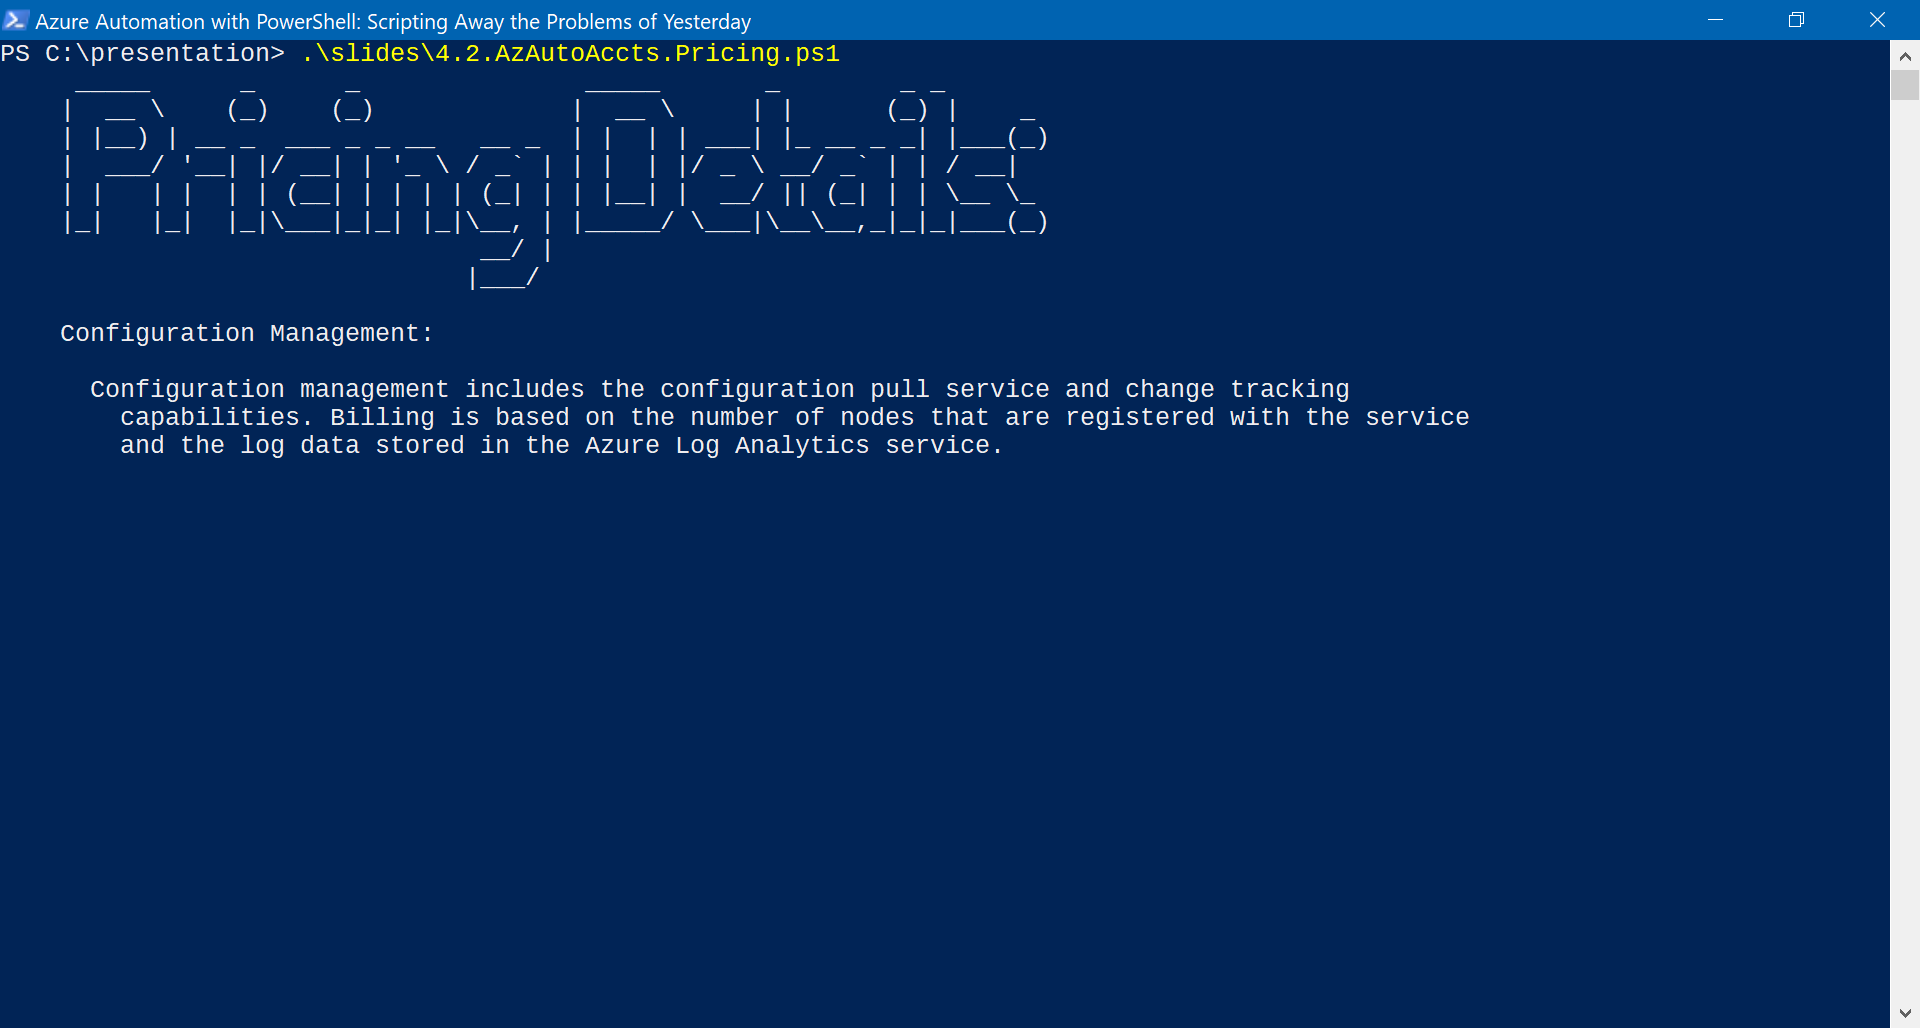 Azure Automation with PowerShell: Scripting Away the Problems of Yesterday
PS C:\presentation> .\slides\4.2.AzAutoAccts.Pricing.ps1
Pricing Details:
Configuration Management:
Configuration management includes the configuration pull service and change tracking
capabilities. Billing is based on the number of nodes that are registered with the service
and the log data stored in the Azure Log Analytics service.